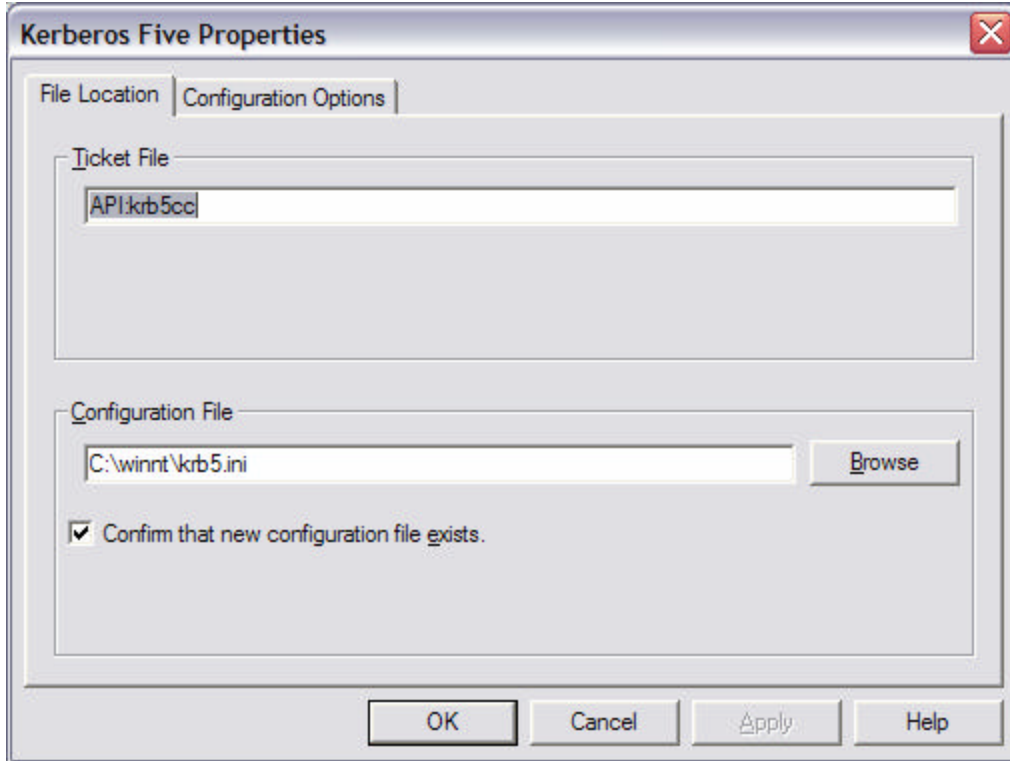 Kerberos Five Properties
File Location
Configuration Options
Ticket File
API:krb5cc
Configuration File
C:\winnt\krb5.ini
Browse
Confirm that new configuration file exists.
OK
Cancel
Apply
Help